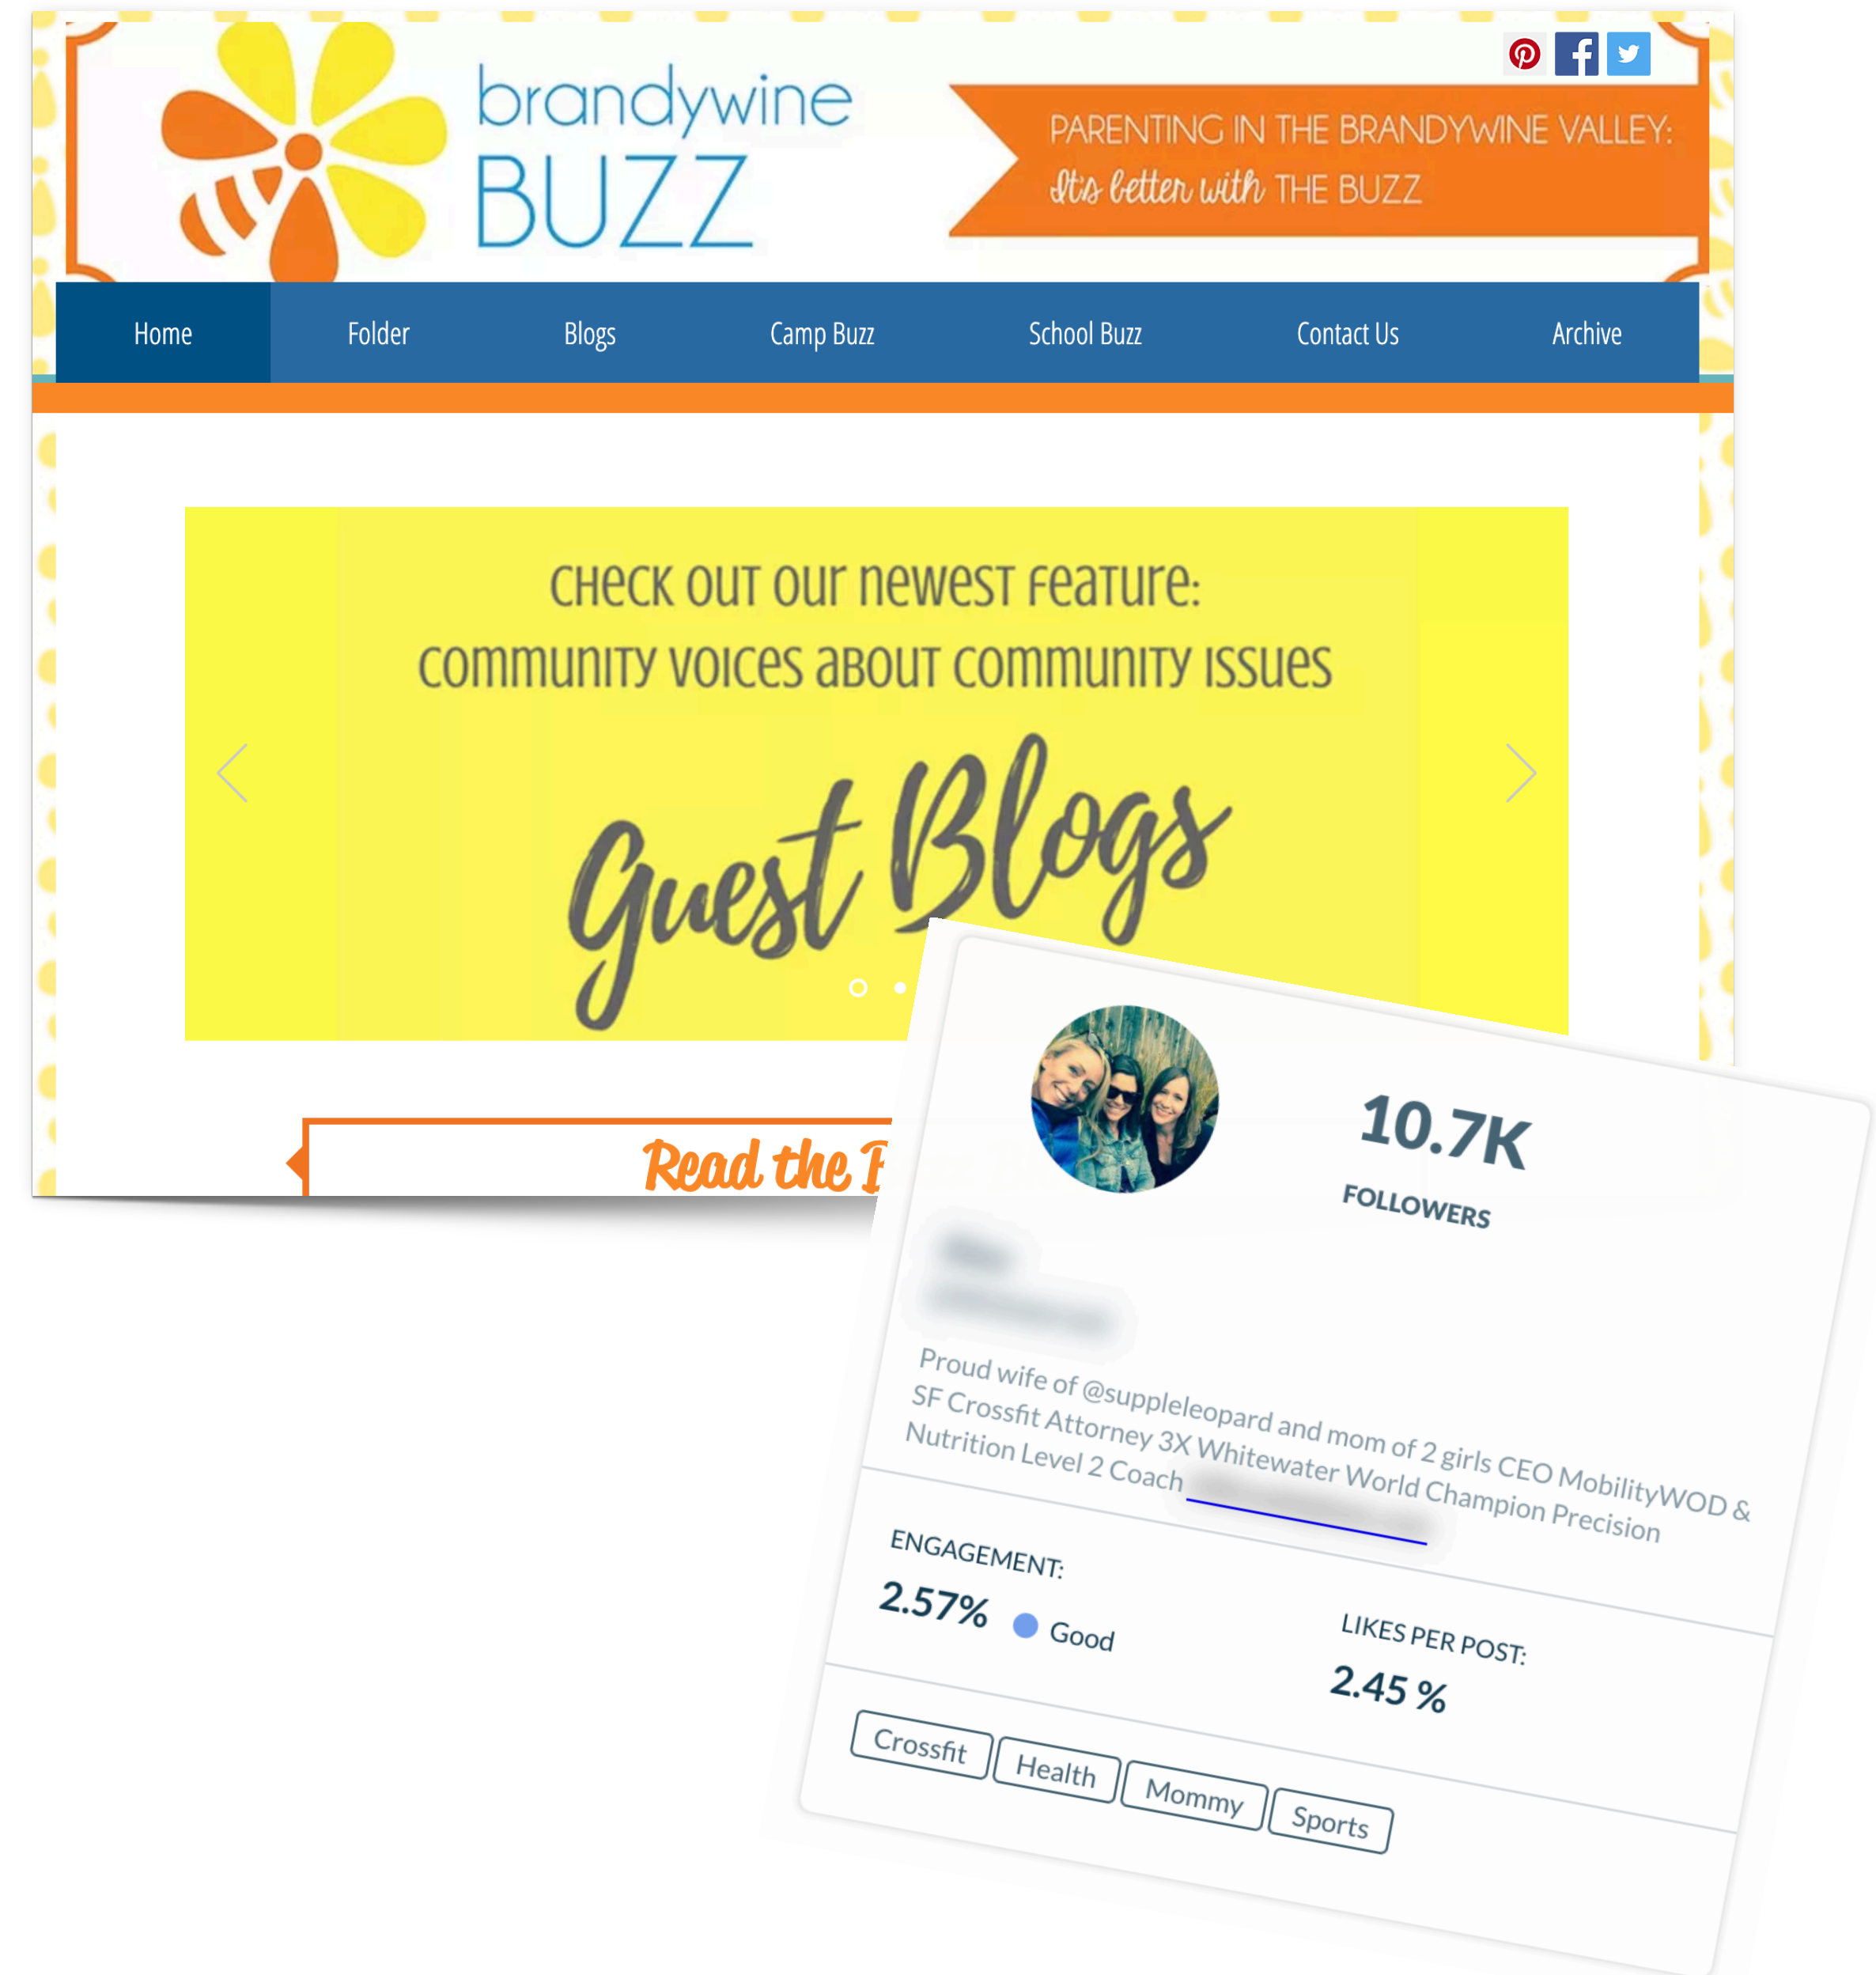 brandywine
BUZZ
PARENTING IN THE BRANDYWINE VALLEY:
It's better with THE BUZZ
Home Folder Blogs Camp Buzz School Buzz Contact Us Archive
CHECK OUT OUR NEWEST FEATURE:
COMMUNITY VOICES ABOUT COMMUNITY ISSUES
Guest Blogs
Read the
10.7K
FOLLOWERS
Proud wife of @suppleleopard and mom of 2 girls CEO MobilityWOD &
SF Crossfit Attorney 3X Whitewater World Champion Precision
Nutrition Level 2 Coach
ENGAGEMENT:
2.57% Good
LIKES PER POST:
2.45 %
Crossfit Health Mommy Sports